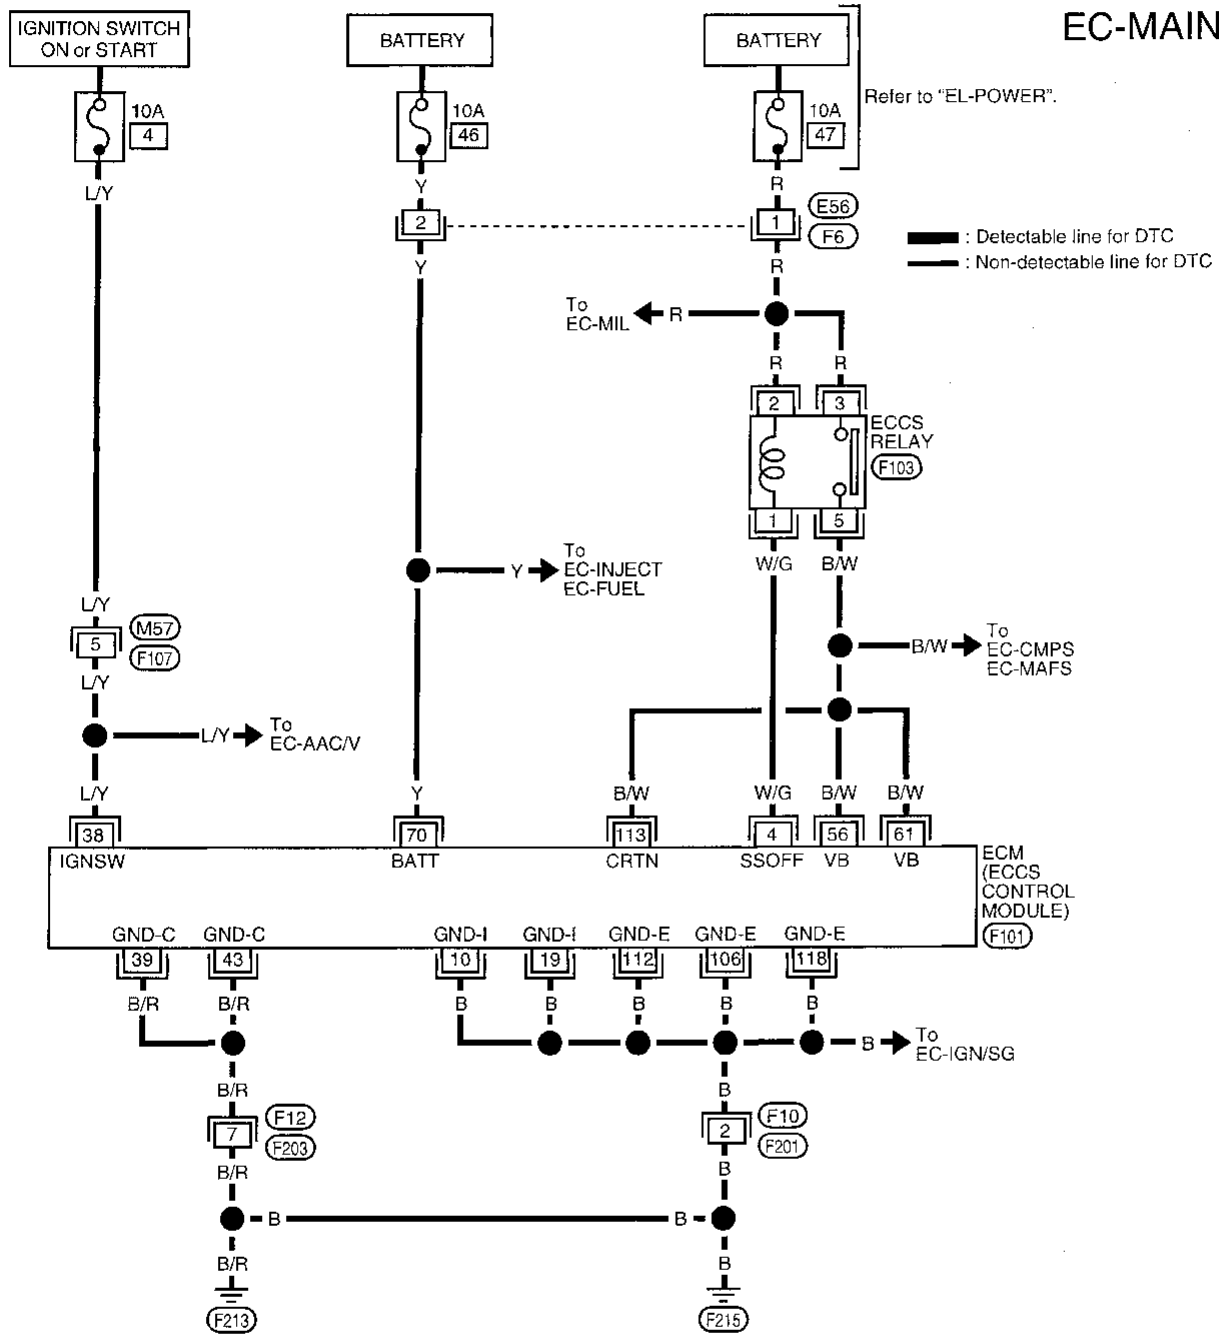 EC-MAIN
IGNITION SWITCH
ON or START
BATTERY
BATTERY
Refer to "EL-POWER".
10A
4
10A
46
10A
47
L/Y
Y
R
2
1
E56
F6
Y
R
: Detectable line for DTC
: Non-detectable line for DTC
To
EC-MIL
R
R
R
2
3
ECCS
RELAY
F103
1
5
W/G
B/W
Y
To
EC-INJECT
EC-FUEL
L/Y
5
M57
F107
L/Y
B/W
To
EC-CMPS
EC-MAFS
L/Y
To
EC-AAC/V
L/Y
Y
B/W
W/G
B/W
B/W
38
70
113
4
56
61
IGNSW
BATT
CRTN
SSOFF
VB
VB
ECM
(ECCS
CONTROL
MODULE)
F101
GND-C
GND-C
GND-I
GND-I
GND-E
GND-E
GND-E
39
43
10
19
112
106
118
B/R
B/R
B
B
B
B
B
B
To
EC-IGN/SG
B/R
B
7
F12
F203
2
F10
F201
B/R
B
B
B
B/R
B
F213
F215